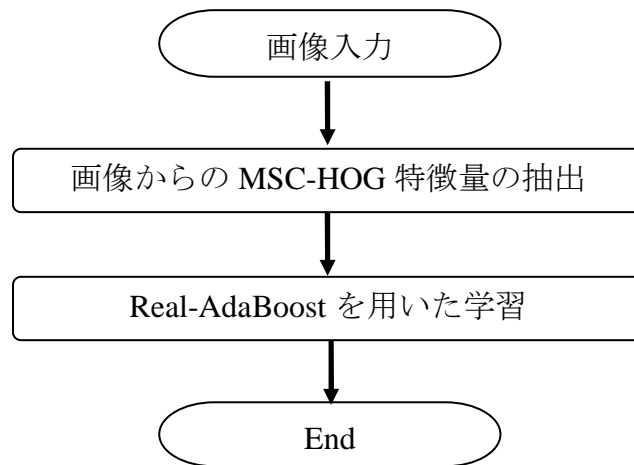 画像入力
画像からの MSC-HOG 特徴量の抽出
Real-AdaBoost を用いた学習
End